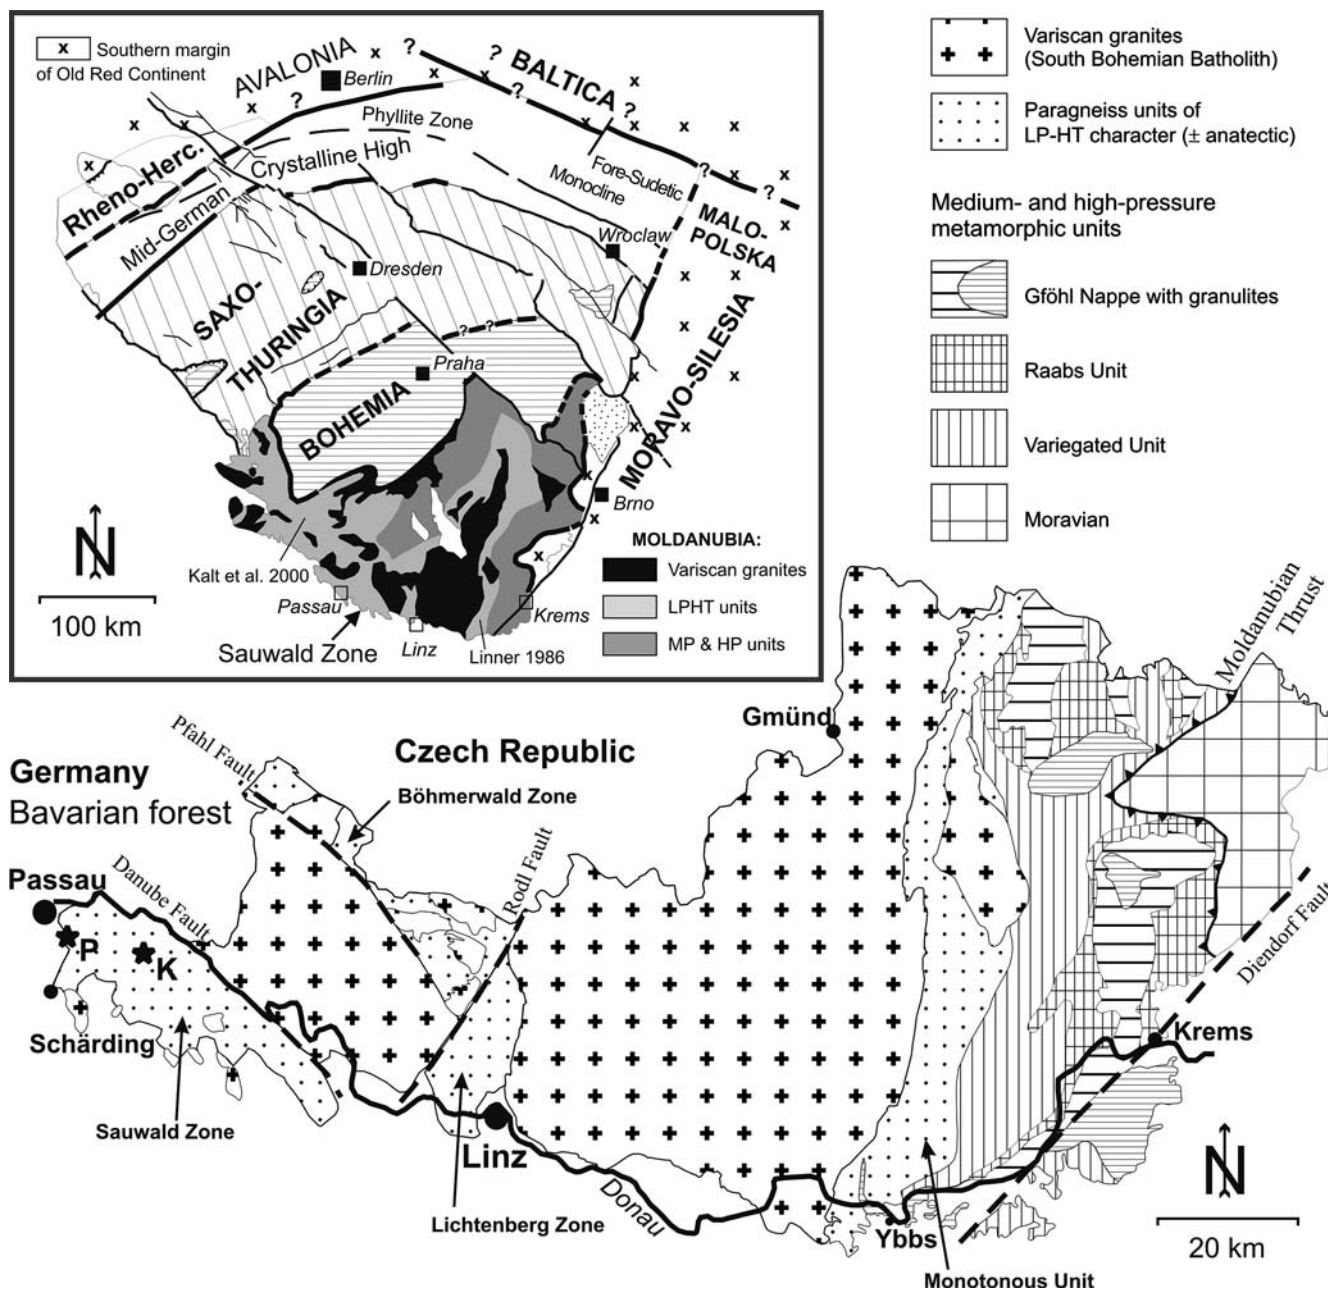 x Southern margin
of Old Red Continent
AVALONIA
Berlin
?
?
?
?
?
?
?
BALTICA
Phyllite Zone
Crystalline High
Rheno-Herc.
Mid-German
Fore-Sudetic
Monocline
MALO-
POLSKA
Wroclaw
Dresden
SAXO-
THURINGIA
? ?
Praha
BOHEMIA
MORAVO-SILESIA
Brno
N
100 km
Kalt et al. 2000
Passau
Sauwald Zone
Linz
Linner 1986
Krems
MOLDANUBIA:
Variscan granites
LPHT units
MP & HP units
Variscan granites
(South Bohemian Batholith)
Paragneiss units of
LP-HT character (± anatectic)
Medium- and high-pressure
metamorphic units
Gföhl Nappe with granulites
Raabs Unit
Variegated Unit
Moravian
Moldanubian
Thrust
Gmünd
Pfahl Fault
Czech Republic
Germany
Bavarian forest
Böhmerwald Zone
Passau
Danube Fault
Rodl Fault
P
K
Schärding
Diendorf Fault
Krems
Sauwald Zone
Linz
Lichtenberg Zone
Donau
Ybbs
Monotonous Unit
N
20 km